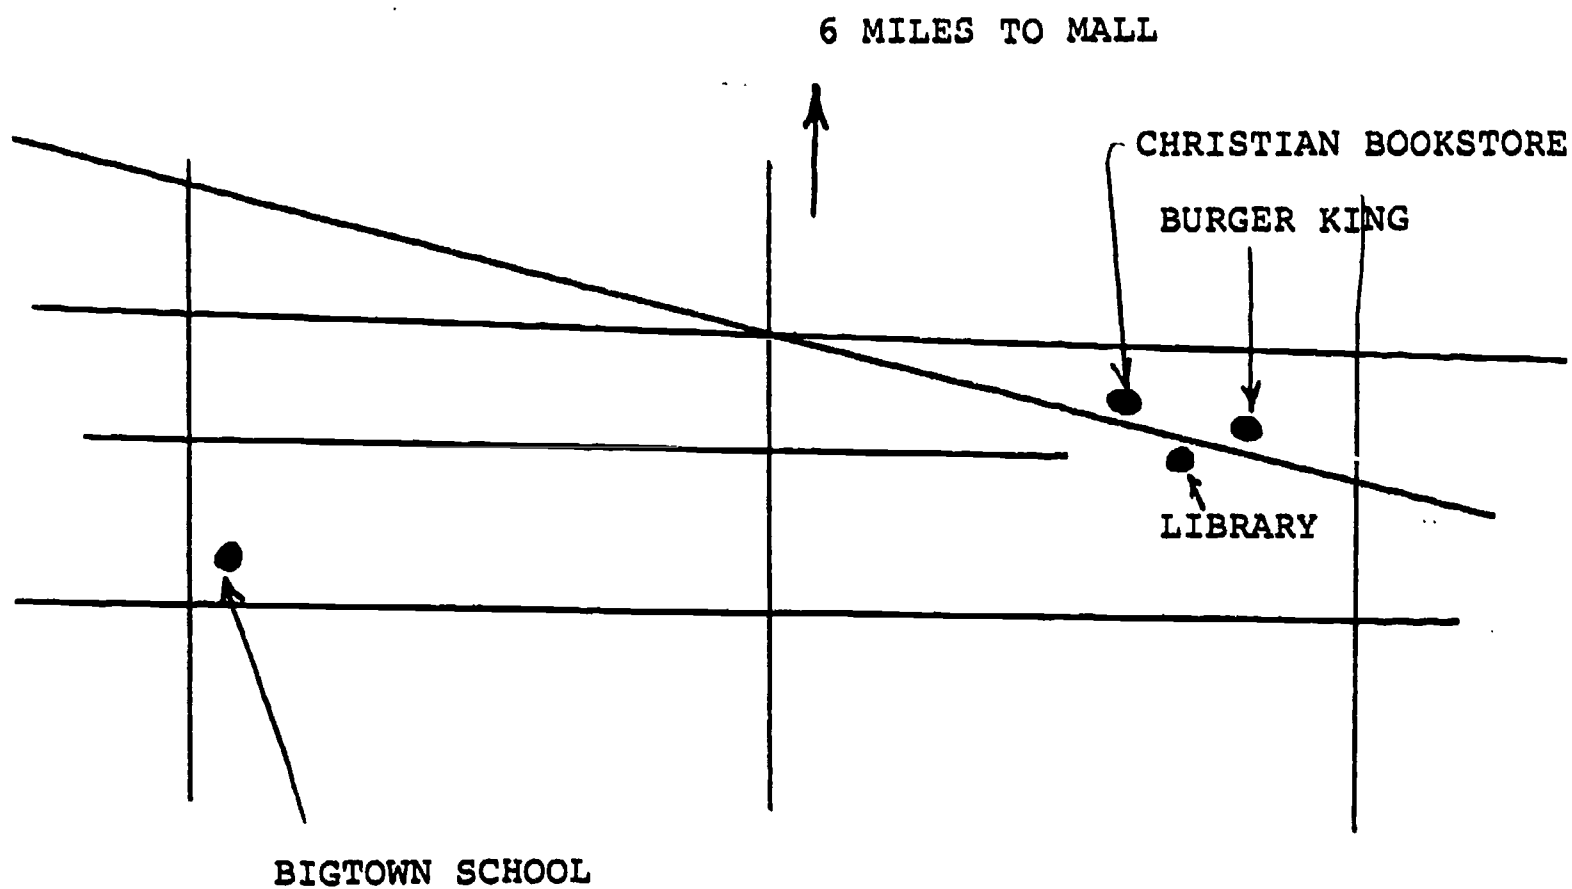 6 MILES TO MALL
CHRISTIAN BOOKSTORE
BURGER KING
LIBRARY
BIGTOWN SCHOOL